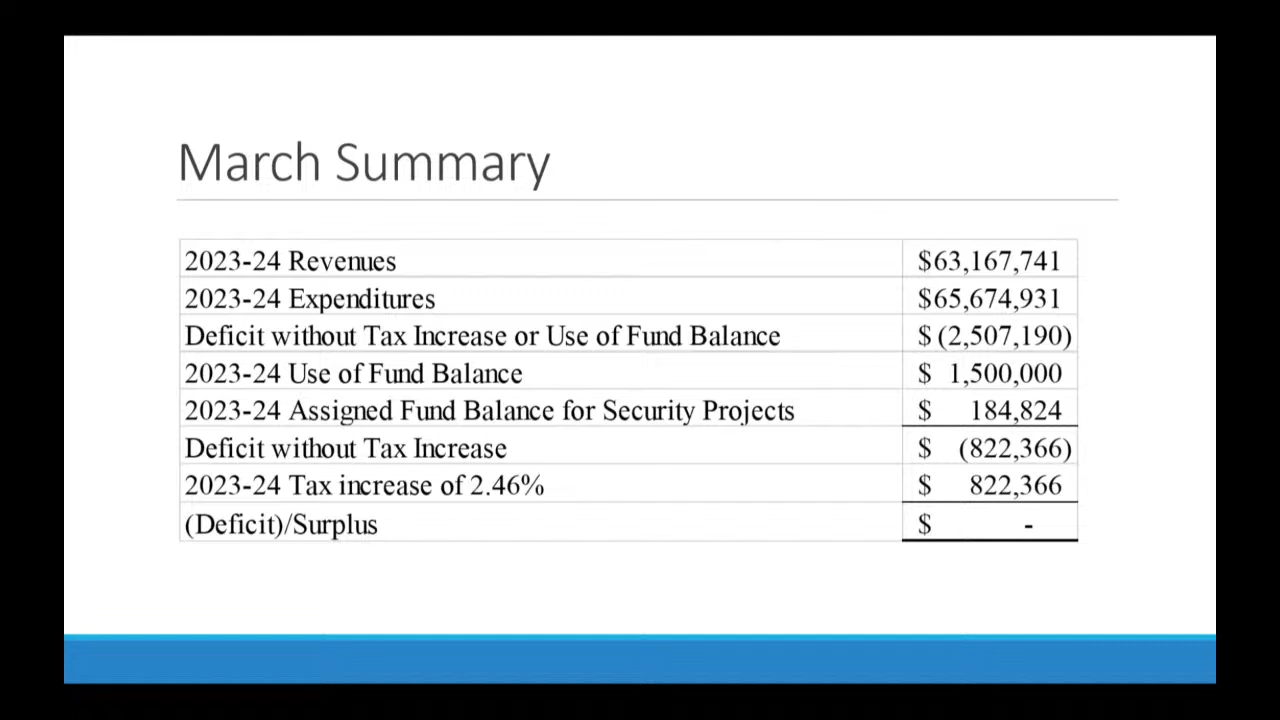 March Summary
2023-24 Revenues $63,167,741
2023-24 Expenditures $65,674,931
Deficit without Tax Increase or Use of Fund Balance $ (2,507,190)
2023-24 Use of Fund Balance $ 1,500,000
2023-24 Assigned Fund Balance for Security Projects $ 184,824
Deficit without Tax Increase $ (822,366)
2023-24 Tax increase of 2.46% $ 822,366
(Deficit)/Surplus $ -